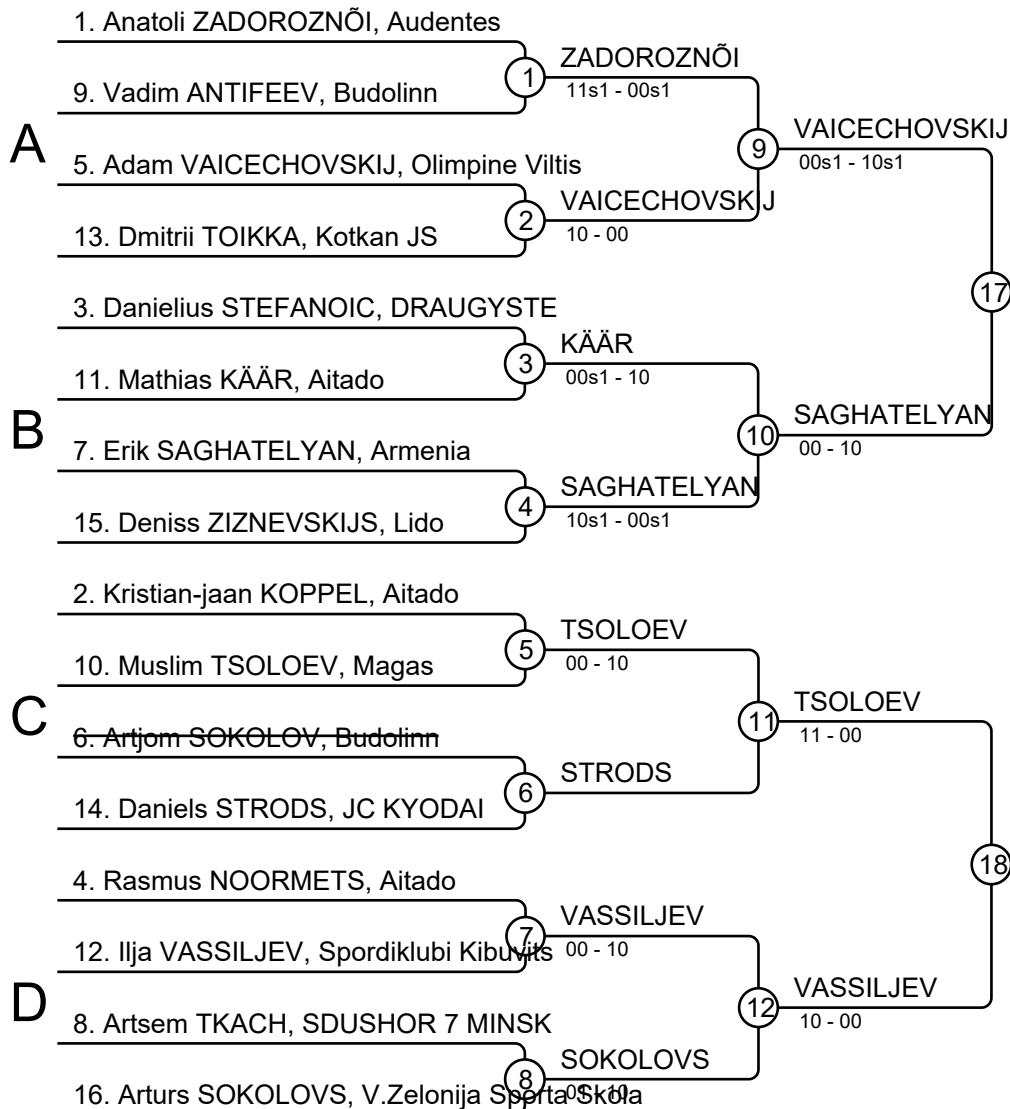 1. Anatoli ZADOROZNÕI, Audentes
ZADOROZNÕI
1
11s1 - 00s1
9. Vadim ANTIFEEV, Budolinn
A
VAICECHOVSKIJ
9
00s1 - 10s1
5. Adam VAICECHOVSKIJ, Olimpine Viltis
VAICECHOVSKIJ
2
10 - 00
13. Dmitrii TOIKKA, Kotkan JS
17
3. Danielius STEFANOIC, DRAUGYSTE
KÄÄR
3
00s1 - 10
11. Mathias KÄÄR, Aitado
B
SAGHATELYAN
10
00 - 10
7. Erik SAGHATELYAN, Armenia
SAGHATELYAN
4
10s1 - 00s1
15. Deniss ZIZNEVSKIJS, Lido
2. Kristian-jaan KOPPEL, Aitado
TSOLOEV
5
00 - 10
10. Muslim TSOLOEV, Magas
C
TSOLOEV
11
11 - 00
6. Artjom SOKOLOV, Budolinn
STRODS
6
14. Daniels STRODS, JC KYODAI
18
4. Rasmus NOORMETS, Aitado
VASSILJEV
7
00 - 10
12. Ilja VASSILJEV, Spordiklubi Kibuvits
D
VASSILJEV
12
10 - 00
8. Artsem TKACH, SDUSHOR 7 MINSK
SOKOLOVS
8
01 - 10
16. Arturs SOKOLOVS, V.Zelonija Sporta Skola